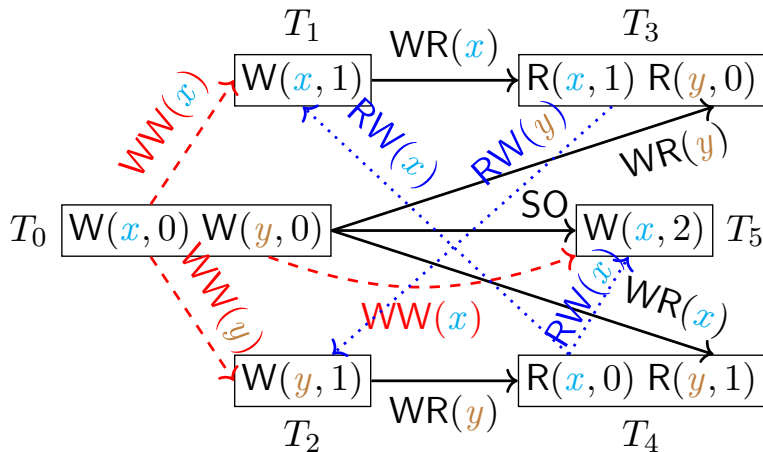 T₁
T₃
WR(x)
W(x, 1)
R(x, 1) R(y, 0)
WW(x)
RW(x)
RW(y)
WR(y)
SO
T₀
W(x, 0) W(y, 0)
W(x, 2)
T₅
WW(y)
WW(x)
RW(x)
WR(x)
W(y, 1)
R(x, 0) R(y, 1)
WR(y)
T₂
T₄